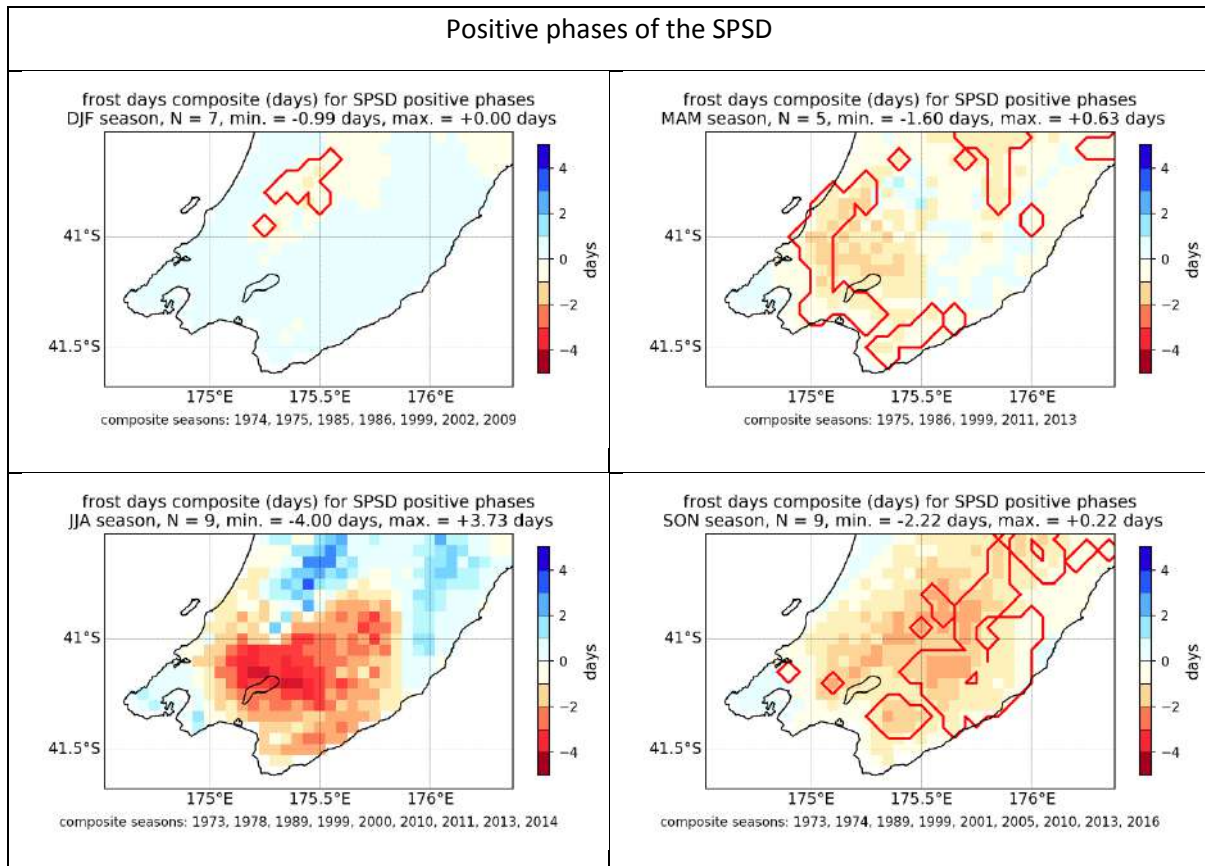 Positive phases of the SPSD
frost days composite (days) for SPSD positive phases
DJF season, N = 7, min. = -0.99 days, max. = +0.00 days
4
2
0
−2
−4
days
41°S
41.5°S
175°E
175.5°E
176°E
composite seasons: 1974, 1975, 1985, 1986, 1999, 2002, 2009
frost days composite (days) for SPSD positive phases
MAM season, N = 5, min. = -1.60 days, max. = +0.63 days
4
2
0
−2
−4
days
41°S
41.5°S
175°E
175.5°E
176°E
composite seasons: 1975, 1986, 1999, 2011, 2013
frost days composite (days) for SPSD positive phases
JJA season, N = 9, min. = -4.00 days, max. = +3.73 days
4
2
0
−2
−4
days
41°S
41.5°S
175°E
175.5°E
176°E
composite seasons: 1973, 1978, 1989, 1999, 2000, 2010, 2011, 2013, 2014
frost days composite (days) for SPSD positive phases
SON season, N = 9, min. = -2.22 days, max. = +0.22 days
4
2
0
−2
−4
days
41°S
41.5°S
175°E
175.5°E
176°E
composite seasons: 1973, 1974, 1989, 1999, 2001, 2005, 2010, 2013, 2016